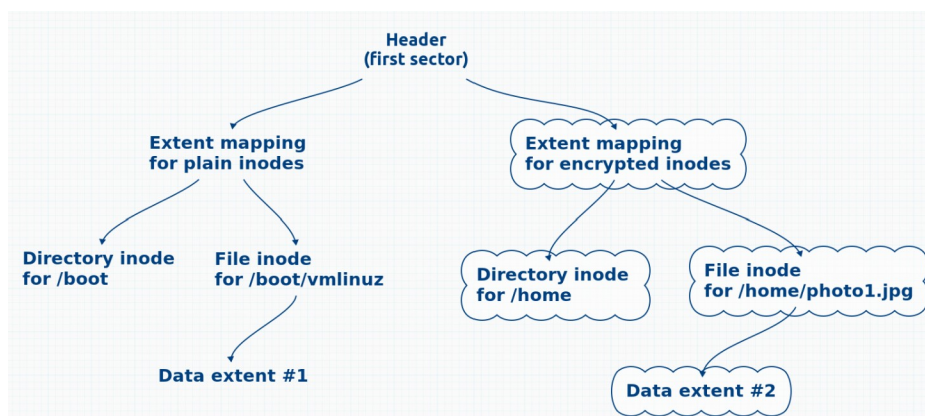 Header
(first sector)
Extent mapping
for plain inodes
Extent mapping
for encrypted inodes
Directory inode
for /boot
File inode
for /boot/vmlinuz
Directory inode
for /home
File inode
for /home/photo1.jpg
Data extent #1
Data extent #2